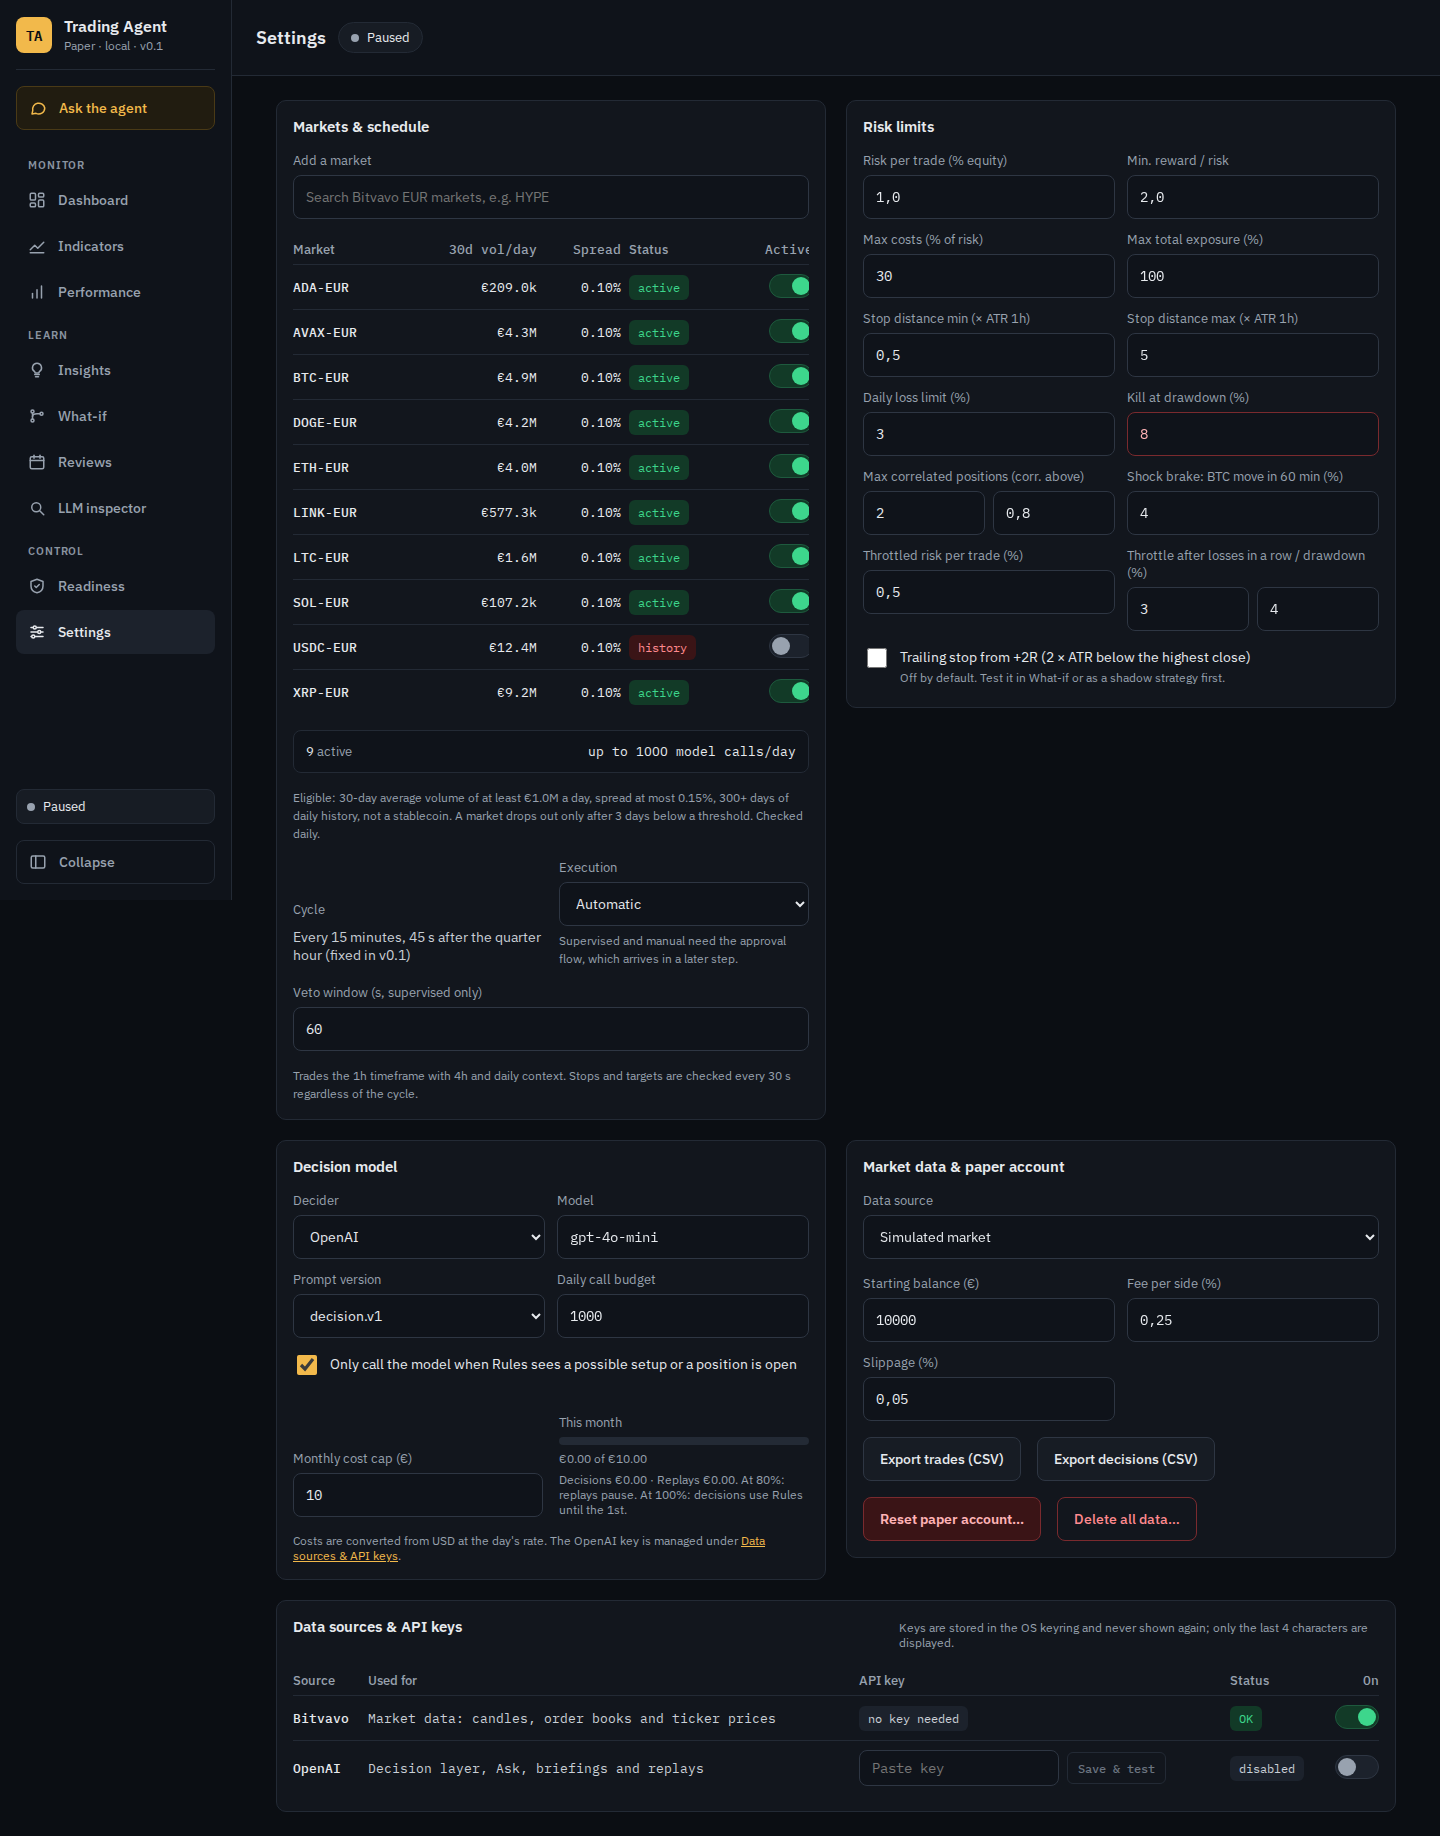 TA
Trading Agent
Paper · local · v0.1
Ask the agent
MONITOR
Dashboard
Indicators
Performance
LEARN
Insights
What-if
Reviews
LLM inspector
CONTROL
Readiness
Settings
Paused
Collapse
Settings
Paused
Markets & schedule
Add a market
Search Bitvavo EUR markets, e.g. HYPE
Market 30d vol/day Spread Status Active
ADA-EUR €209.0k 0.10% active
AVAX-EUR €4.3M 0.10% active
BTC-EUR €4.9M 0.10% active
DOGE-EUR €4.2M 0.10% active
ETH-EUR €4.0M 0.10% active
LINK-EUR €577.3k 0.10% active
LTC-EUR €1.6M 0.10% active
SOL-EUR €107.2k 0.10% active
USDC-EUR €12.4M 0.10% history
XRP-EUR €9.2M 0.10% active
9 active up to 1000 model calls/day
Eligible: 30-day average volume of at least €1.0M a day, spread at most 0.15%, 300+ days of
daily history, not a stablecoin. A market drops out only after 3 days below a threshold. Checked
daily.
Cycle
Every 15 minutes, 45 s after the quarter
hour (fixed in v0.1)
Execution
Automatic
Supervised and manual need the approval
flow, which arrives in a later step.
Veto window (s, supervised only)
60
Trades the 1h timeframe with 4h and daily context. Stops and targets are checked every 30 s
regardless of the cycle.
Risk limits
Risk per trade (% equity) Min. reward / risk
1,0 2,0
Max costs (% of risk) Max total exposure (%)
30 100
Stop distance min (× ATR 1h) Stop distance max (× ATR 1h)
0,5 5
Daily loss limit (%) Kill at drawdown (%)
3 8
Max correlated positions (corr. above) Shock brake: BTC move in 60 min (%)
2 0,8 4
Throttled risk per trade (%)
0,5
Throttle after losses in a row / drawdown
(%)
3 4
Trailing stop from +2R (2 × ATR below the highest close)
Off by default. Test it in What-if or as a shadow strategy first.
Decision model
Decider Model
OpenAI gpt-4o-mini
Prompt version Daily call budget
decision.v1 1000
Only call the model when Rules sees a possible setup or a position is open
Monthly cost cap (€)
10
This month
€0.00 of €10.00
Decisions €0.00 · Replays €0.00. At 80%:
replays pause. At 100%: decisions use Rules
until the 1st.
Costs are converted from USD at the day's rate. The OpenAI key is managed under Data
sources & API keys.
Market data & paper account
Data source
Simulated market
Starting balance (€) Fee per side (%)
10000 0,25
Slippage (%)
0,05
Export trades (CSV) Export decisions (CSV)
Reset paper account... Delete all data...
Data sources & API keys
Keys are stored in the OS keyring and never shown again; only the last 4 characters are
displayed.
Source Used for API key Status On
Bitvavo Market data: candles, order books and ticker prices no key needed OK
OpenAI Decision layer, Ask, briefings and replays Paste key Save & test disabled